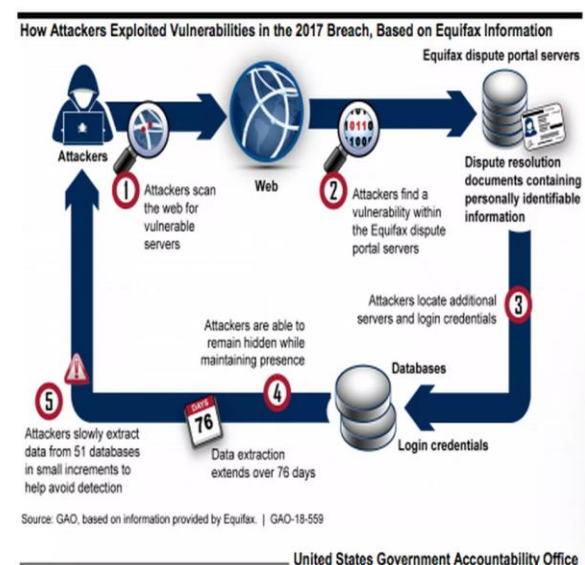 How Attackers Exploited Vulnerabilities in the 2017 Breach, Based on Equifax Information
Equifax dispute portal servers
Attackers
Web
Dispute resolution
documents containing
personally identifiable
information
1
Attackers scan
the web for
vulnerable
servers
2
Attackers find a
vulnerability within
the Equifax dispute
portal servers
10110
100
3
Attackers locate additional
servers and login credentials
Databases
Login credentials
4
Attackers are able to
remain hidden while
maintaining presence
DAYS
76
Data extraction
extends over 76 days
5
Attackers slowly extract
data from 51 databases
in small increments to
help avoid detection
Source: GAO, based on information provided by Equifax. | GAO-18-559
United States Government Accountability Office